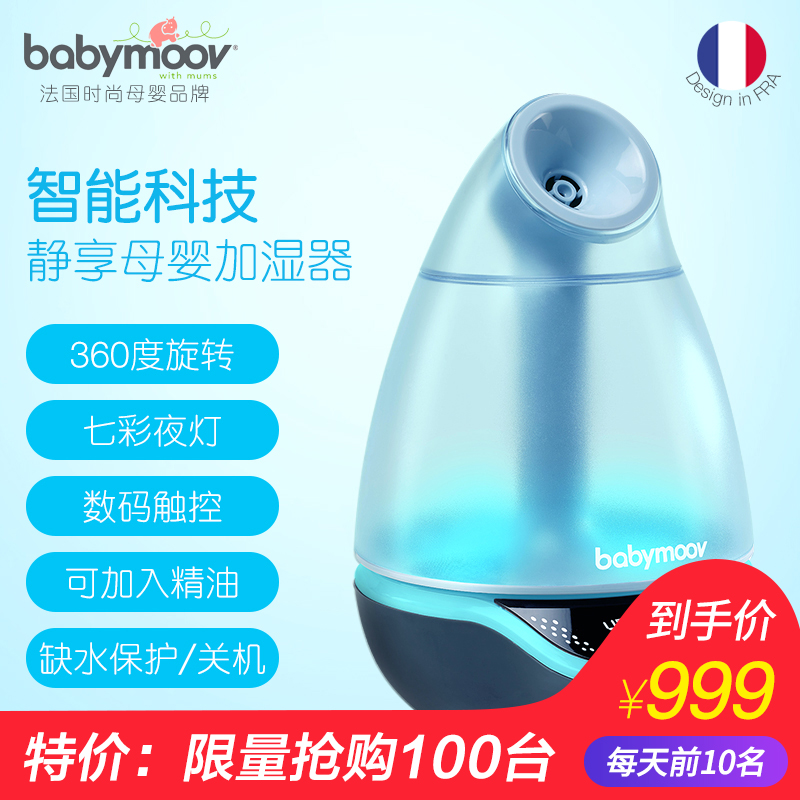 babymoov®
with mums
法国时尚母婴品牌
Design in FRA
智能科技
静享母婴加湿器
360度旋转
七彩夜灯
数码触控
可加入精油
缺水保护/关机
babymoov
到手价
¥999
特价：限量抢购100台
每天前10名